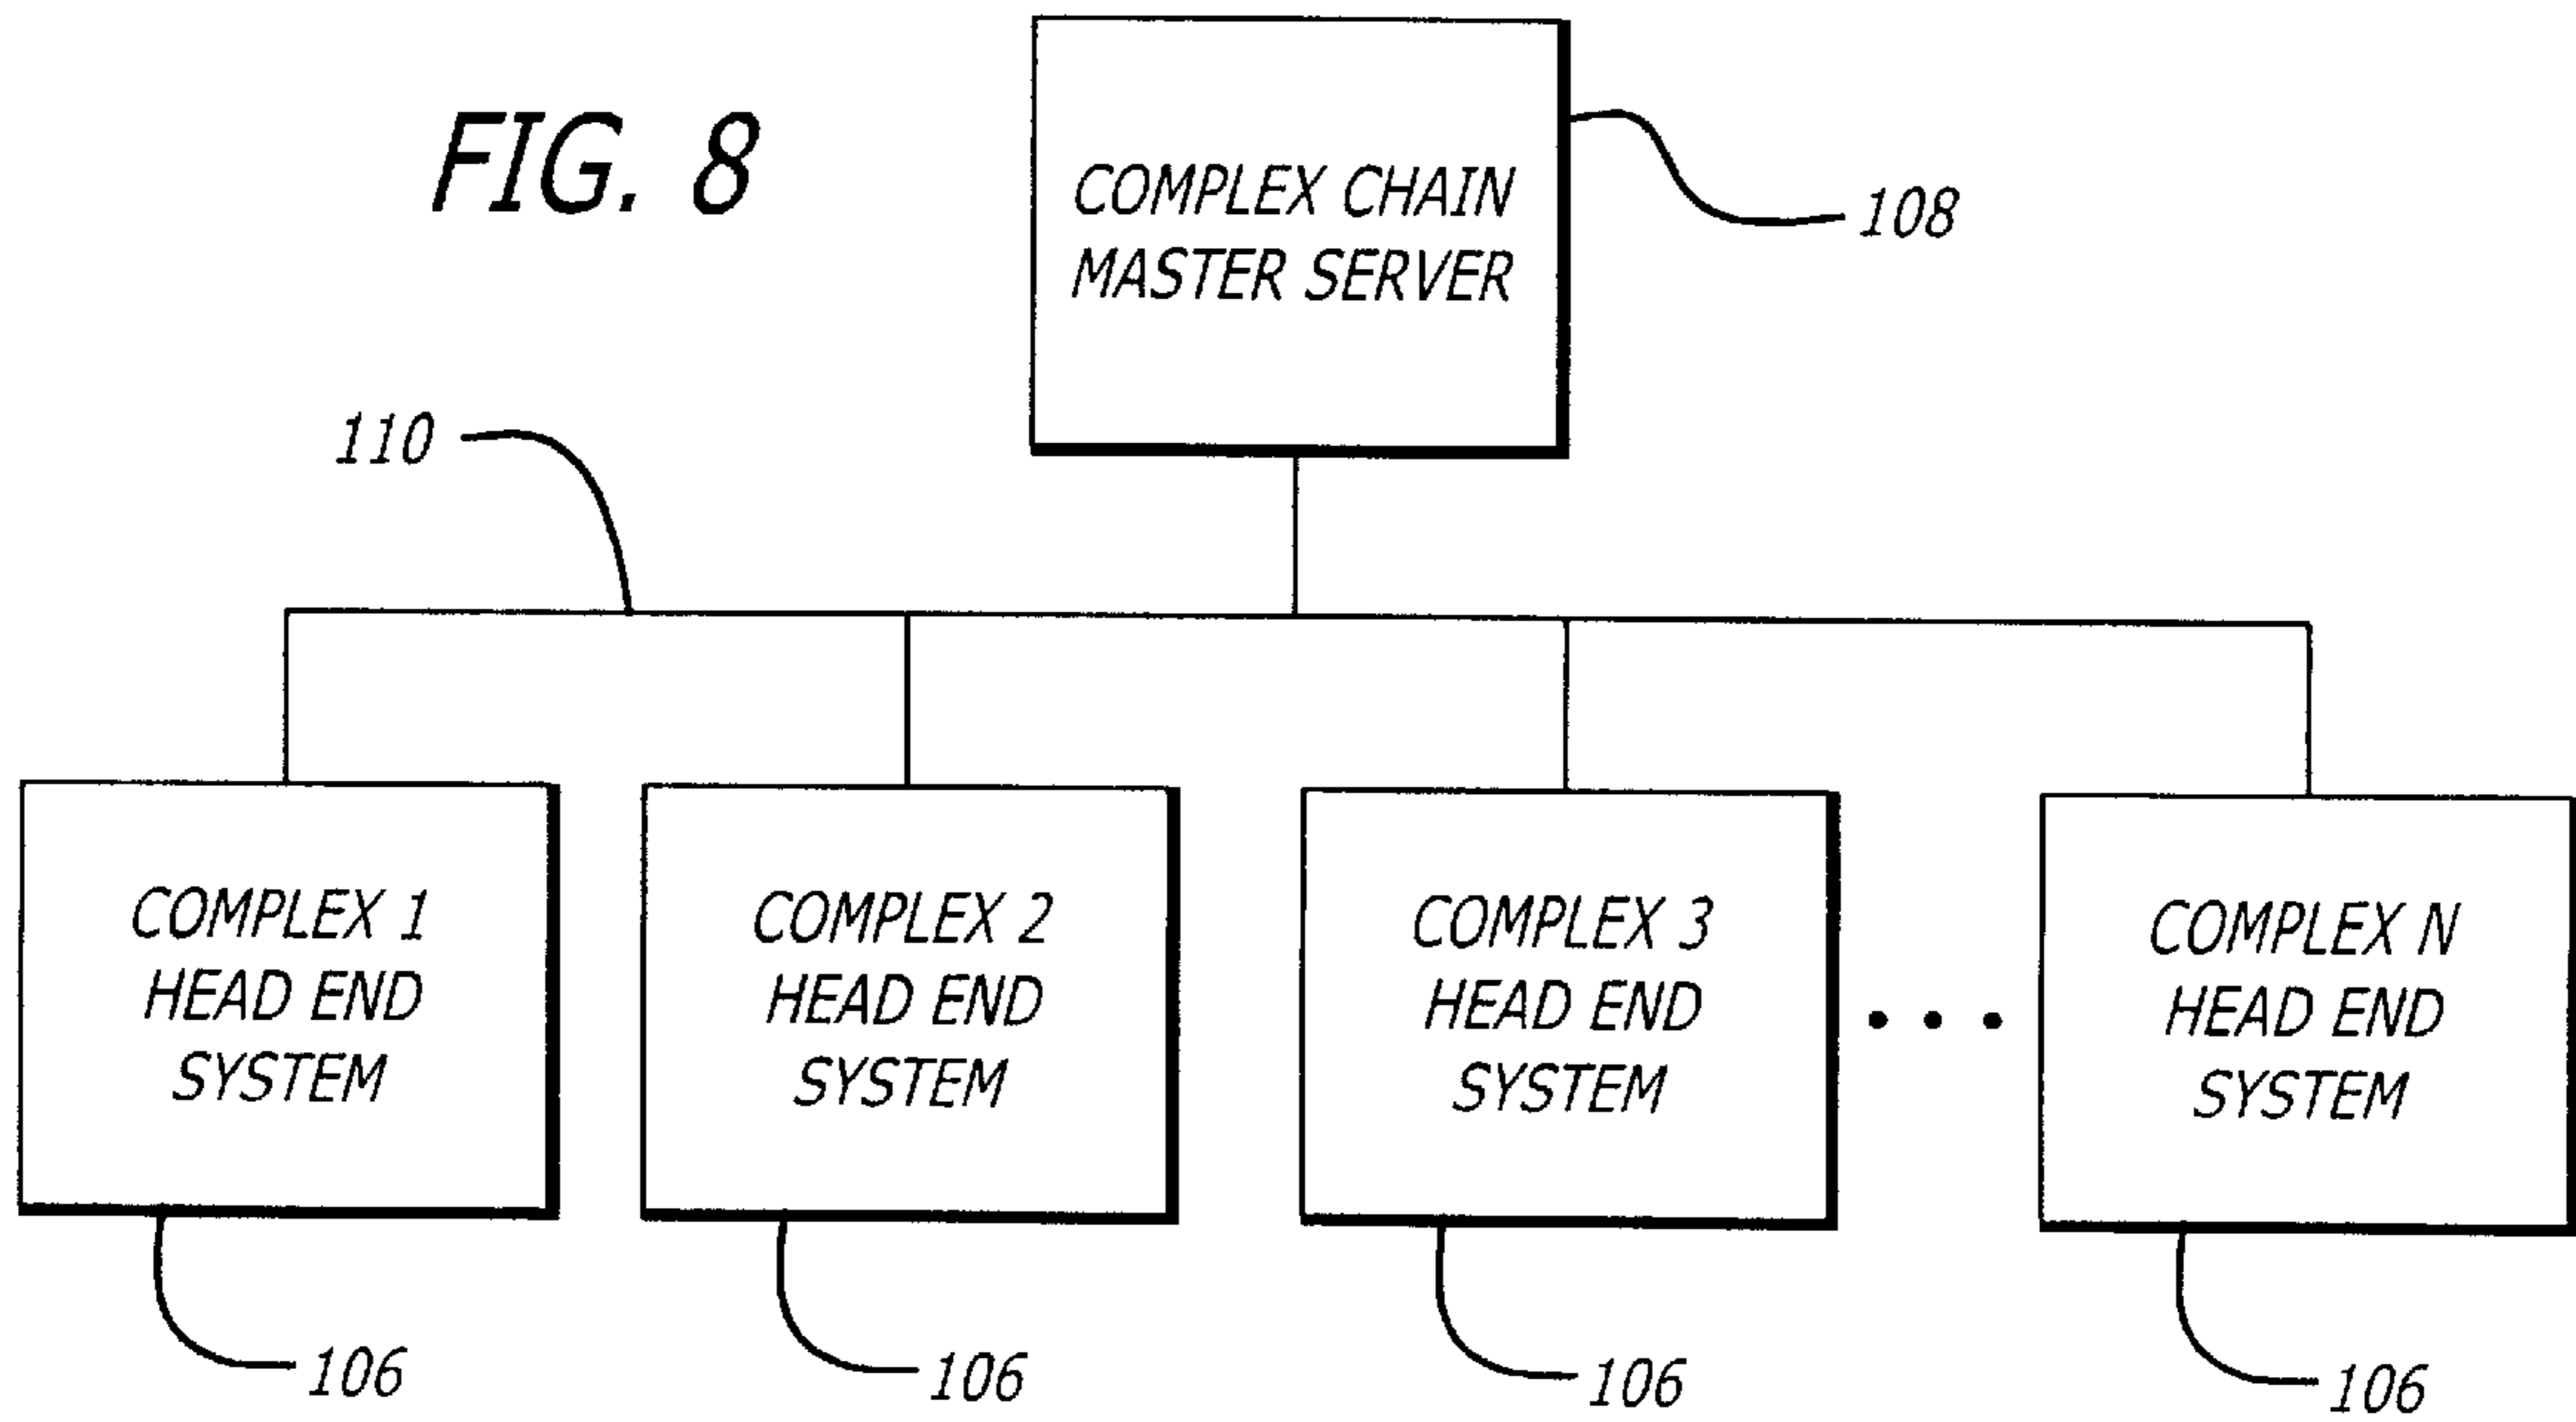 FIG. 8
COMPLEX CHAIN
MASTER SERVER
108
110
COMPLEX 1
HEAD END
SYSTEM
COMPLEX 2
HEAD END
SYSTEM
COMPLEX 3
HEAD END
SYSTEM
COMPLEX N
HEAD END
SYSTEM
106
106
106
106